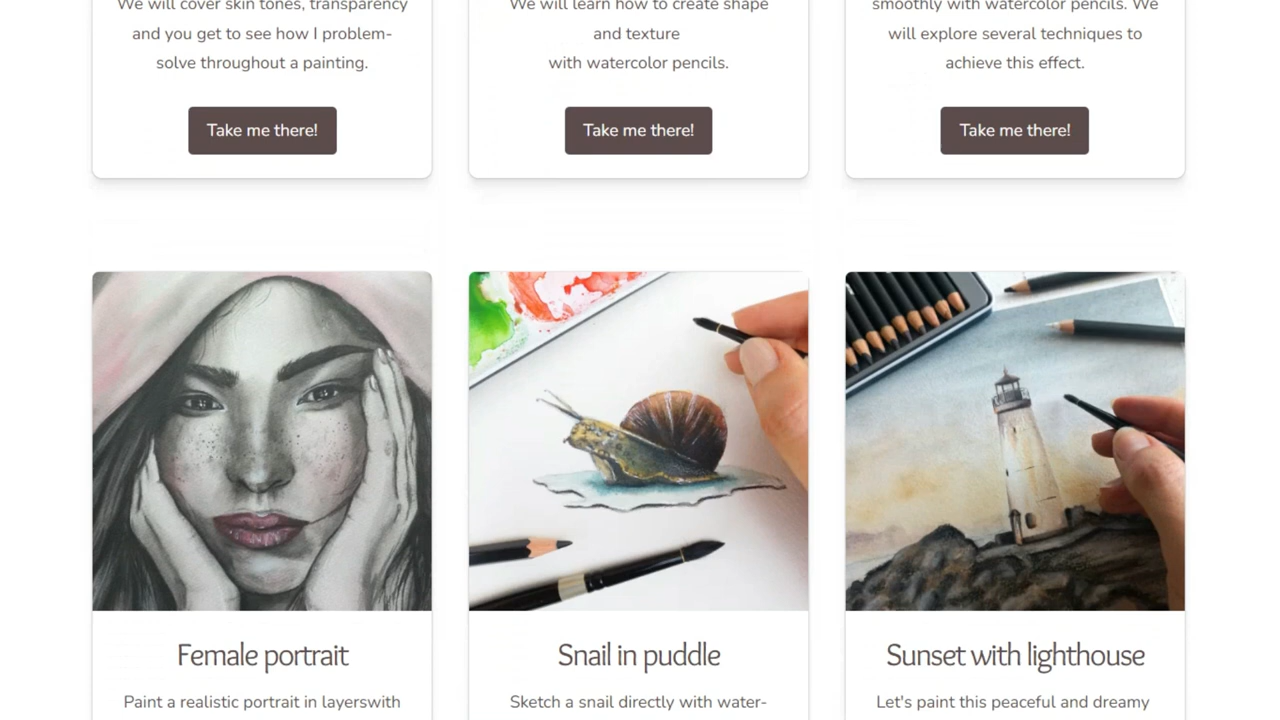 We will cover skin tones, transparency
and you get to see how I problem-
solve throughout a painting.
Take me there!
We will learn how to create shape
and texture
with watercolor pencils.
Take me there!
smoothly with watercolor pencils. We
will explore several techniques to
achieve this effect.
Take me there!
Female portrait
Paint a realistic portrait in layerswith
Snail in puddle
Sketch a snail directly with water-
Sunset with lighthouse
Let's paint this peaceful and dreamy